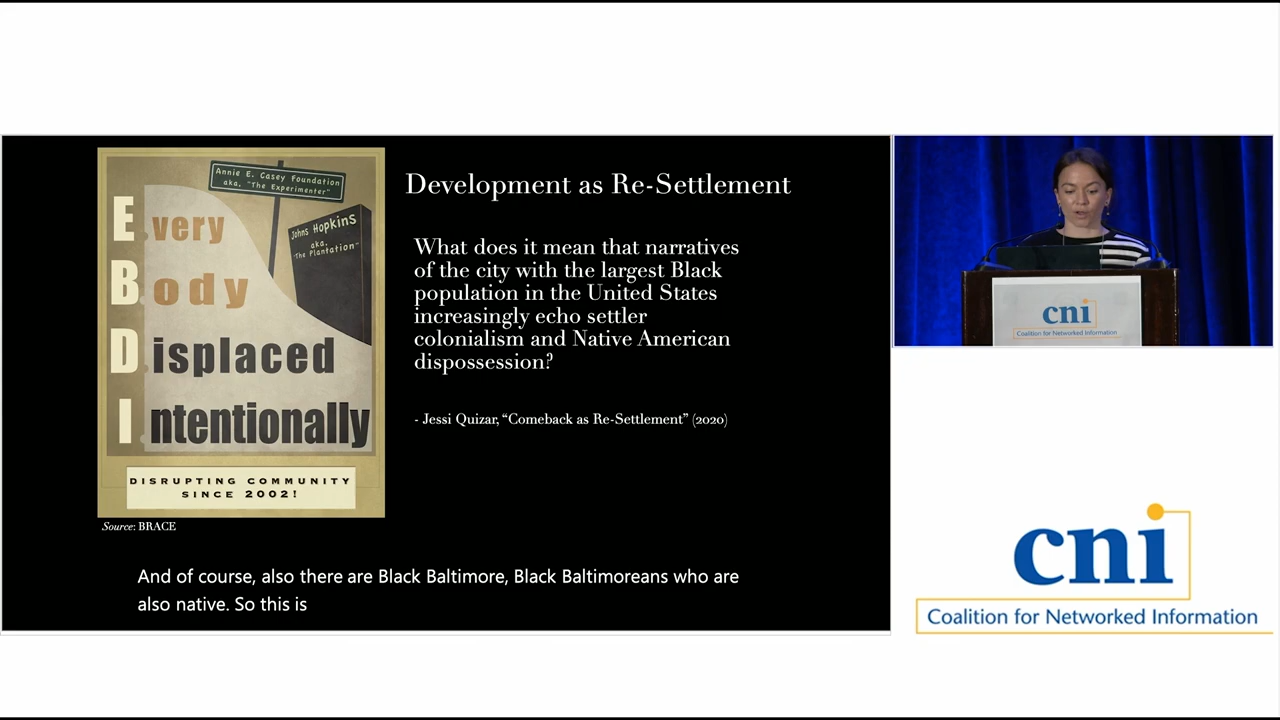 Annie E. Casey Foundation
aka, "The Experimenter"
Johns Hopkins
aka,
"The Plantation"
E.very
B.ody
D.isplaced
I.ntentionally
DISRUPTING COMMUNITY
SINCE 2002!
Source: BRACE
Development as Re-Settlement
What does it mean that narratives
of the city with the largest Black
population in the United States
increasingly echo settler
colonialism and Native American
dispossession?
- Jessi Quizar, “Comeback as Re-Settlement” (2020)
And of course, also there are Black Baltimore, Black Baltimoreans who are
also native. So this is
cni
Coalition for Networked Information
cni
Coalition for Networked Information